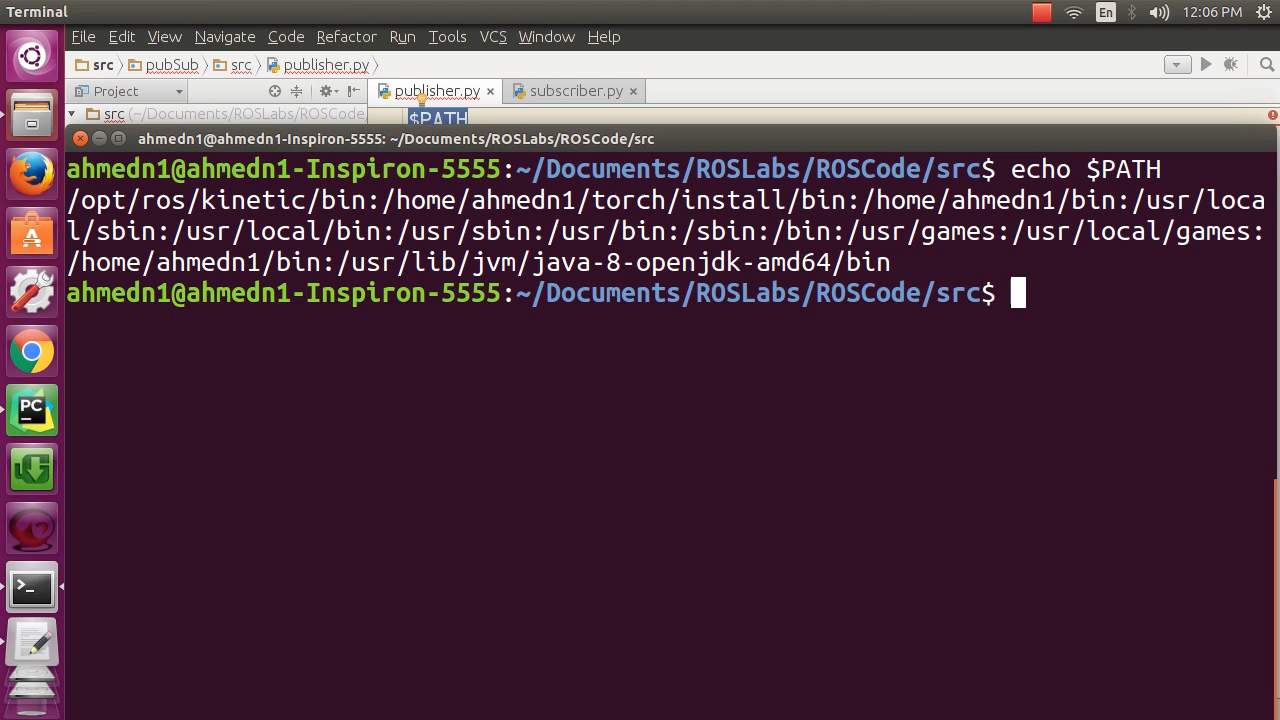 Terminal
En
12:06 PM
File Edit View Navigate Code Refactor Run Tools VCS Window Help
src pubSub src publisher.py
Project
publisher.py
subscriber.py
src (~/Documents/ROSLabs/ROSCode/
$PATH
ahmedn1@ahmedn1-Inspiron-5555: ~/Documents/ROSLabs/ROSCode/src
ahmedn1@ahmedn1-Inspiron-5555:~/Documents/ROSLabs/ROSCode/src$ echo $PATH
/opt/ros/kinetic/bin:/home/ahmedn1/torch/install/bin:/home/ahmedn1/bin:/usr/loca
l/sbin:/usr/local/bin:/usr/sbin:/usr/bin:/sbin:/bin:/usr/games:/usr/local/games:
/home/ahmedn1/bin:/usr/lib/jvm/java-8-openjdk-amd64/bin
ahmedn1@ahmedn1-Inspiron-5555:~/Documents/ROSLabs/ROSCode/src$
PC